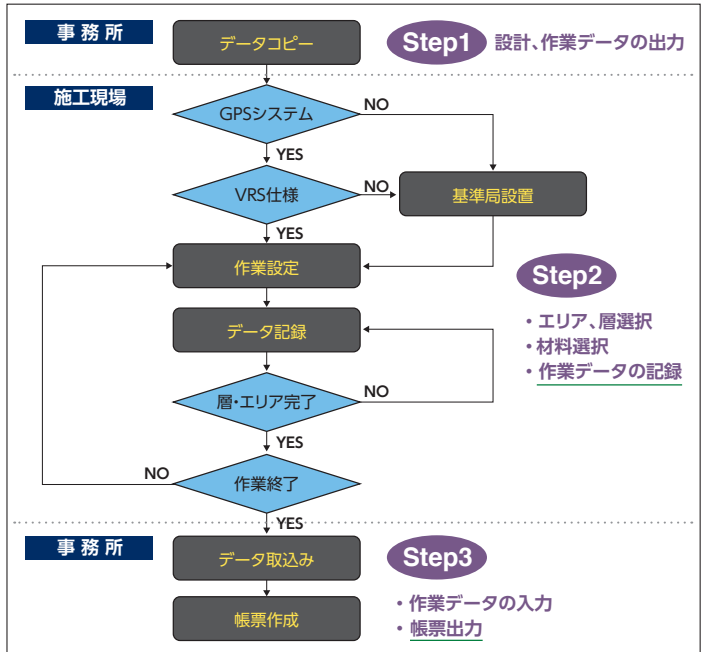 事務所
データコピー
Step1 設計、作業データの出力
施工現場
GPSシステム
NO
YES
VRS仕様
NO
基準局設置
YES
作業設定
Step2
データ記録
・エリア、層選択
・材料選択
・作業データの記録
層・エリア完了
NO
YES
NO
作業終了
YES
事務所
データ取込み
Step3
・作業データの入力
帳票作成
・帳票出力